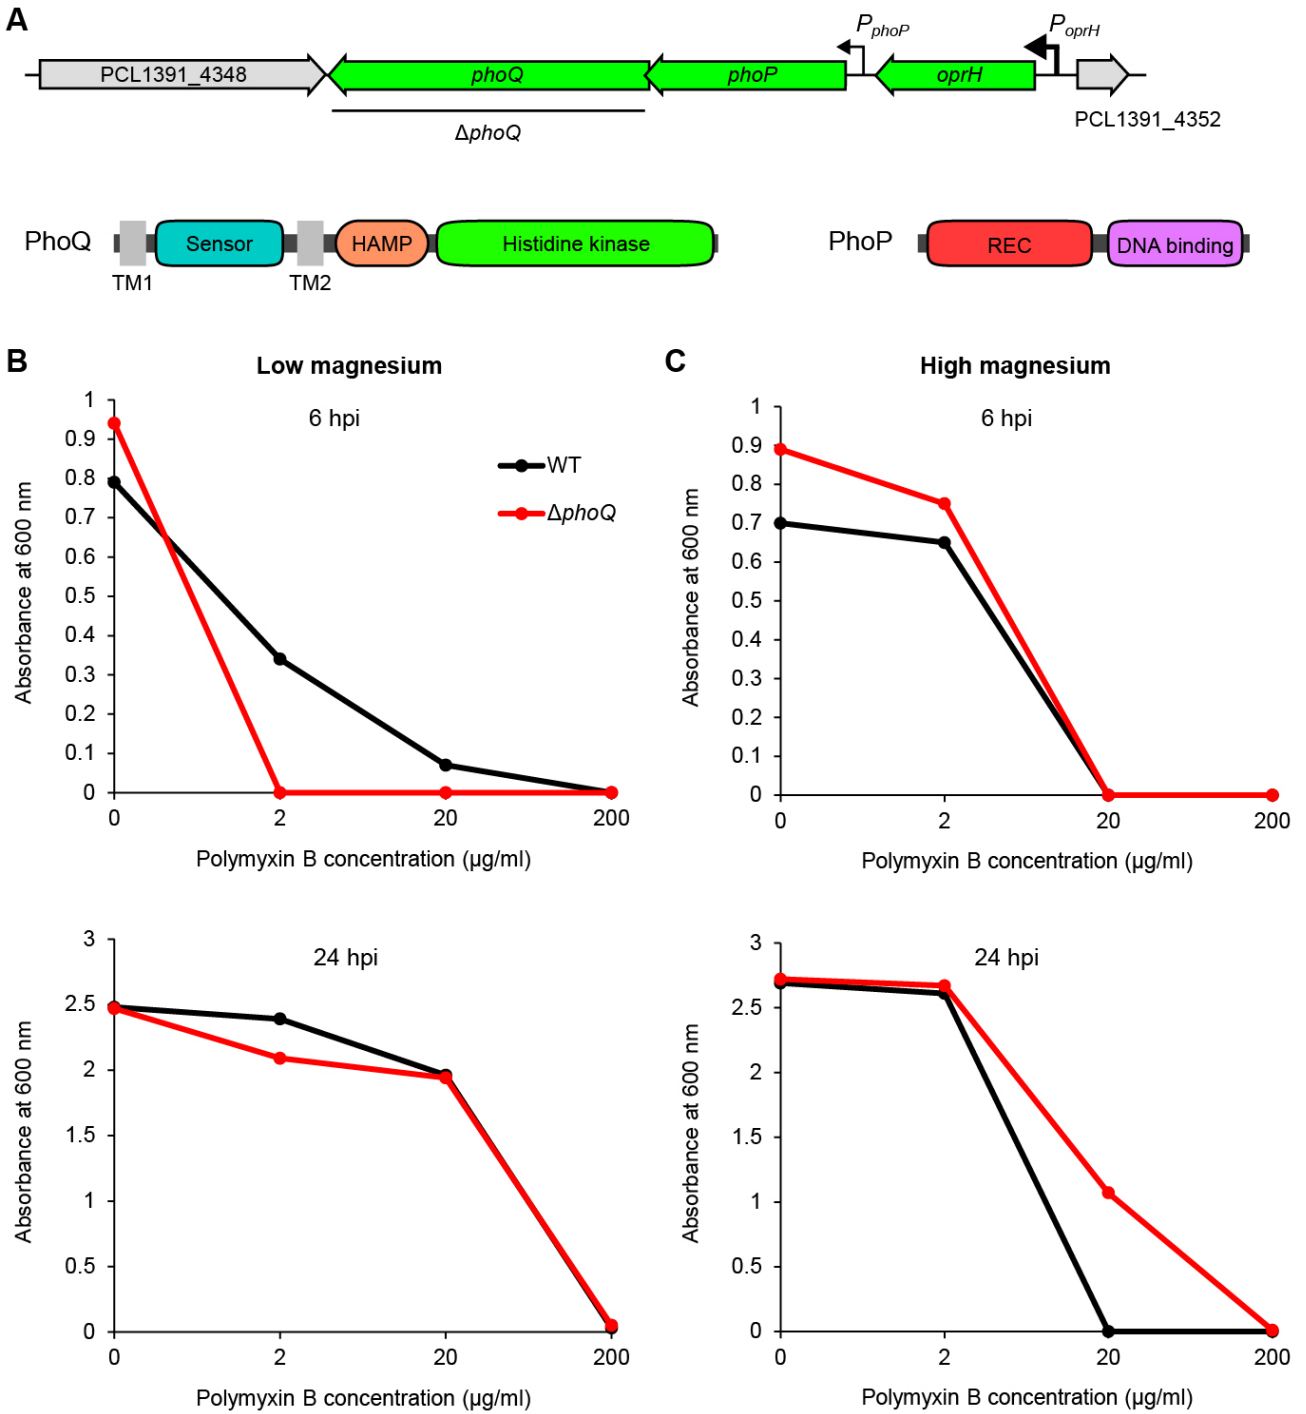 A
P_phoP
P_oprH
PCL1391_4348
phoQ
phoP
oprH
ΔphoQ
PCL1391_4352
PhoQ
Sensor
HAMP
Histidine kinase
TM1
TM2
PhoP
REC
DNA binding
B
Low magnesium
6 hpi
1
0.9
0.8
0.7
0.6
0.5
0.4
0.3
0.2
0.1
0
Absorbance at 600 nm
WT
ΔphoQ
0 2 20 200
Polymyxin B concentration (µg/ml)
24 hpi
3
2.5
2
1.5
1
0.5
0
Absorbance at 600 nm
0 2 20 200
Polymyxin B concentration (µg/ml)
C
High magnesium
6 hpi
1
0.9
0.8
0.7
0.6
0.5
0.4
0.3
0.2
0.1
0
Absorbance at 600 nm
0 2 20 200
Polymyxin B concentration (µg/ml)
24 hpi
3
2.5
2
1.5
1
0.5
0
Absorbance at 600 nm
0 2 20 200
Polymyxin B concentration (µg/ml)